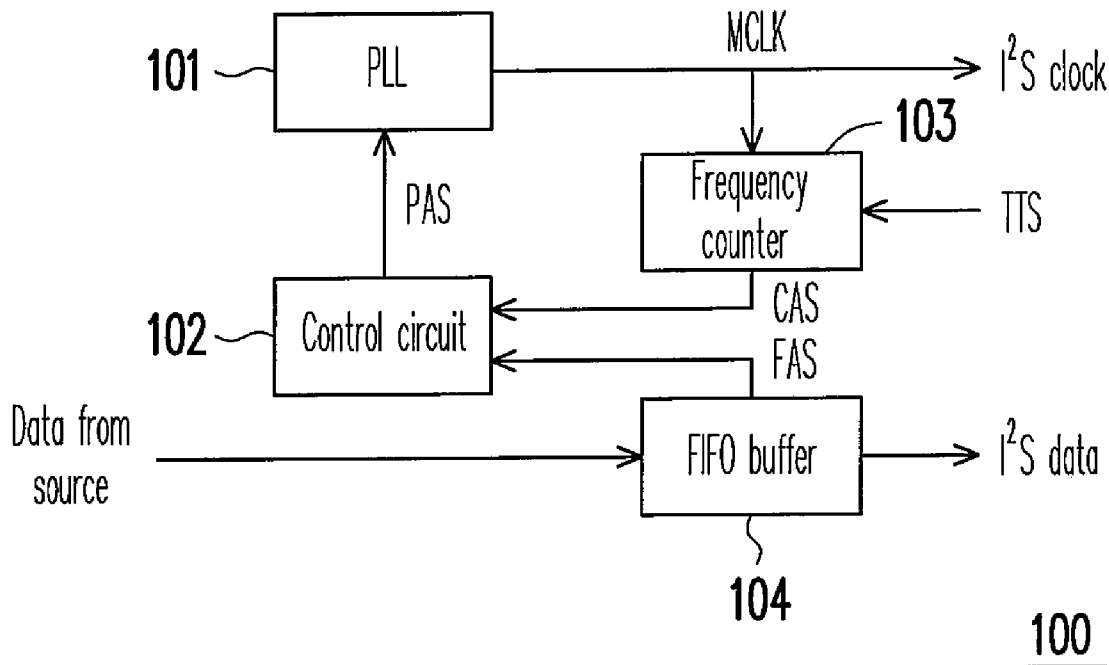 MCLK
101
PLL
I²S clock
103
PAS
Frequency
counter
TTS
102
Control circuit
CAS
FAS
Data from
source
FIFO buffer
I²S data
104
100